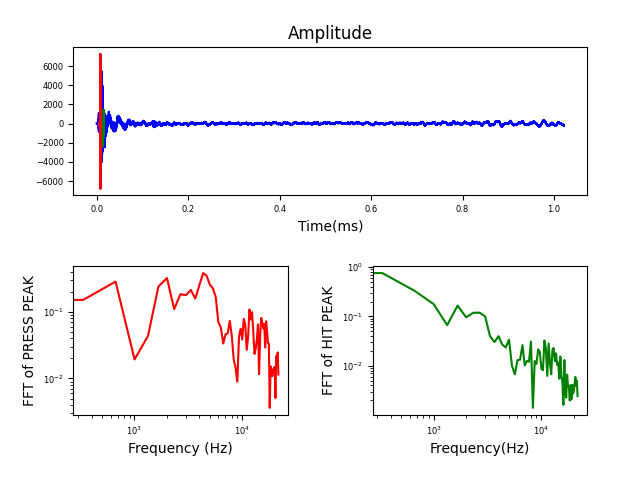 Amplitude
6000
4000
2000
0
−2000
−4000
−6000
0.0 0.2 0.4 0.6 0.8 1.0
Time(ms)
FFT of PRESS PEAK
10⁻¹
10⁻²
10³ 10⁴
Frequency (Hz)
FFT of HIT PEAK
10⁰
10⁻¹
10⁻²
10³ 10⁴
Frequency(Hz)